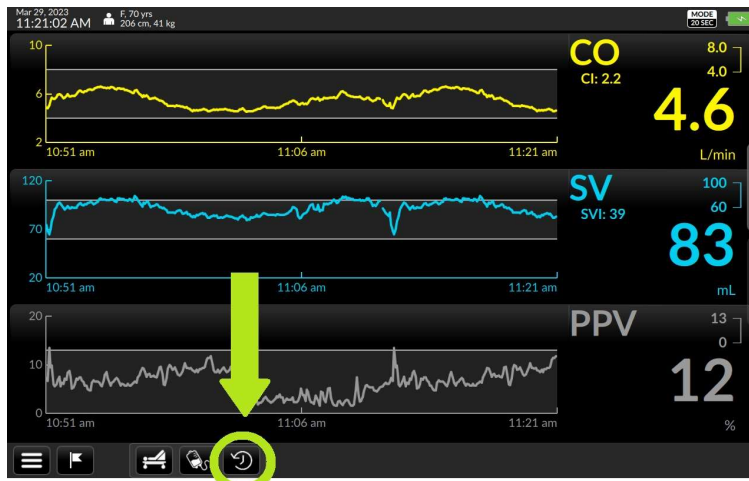 Mar 29, 2023
11:21:02 AM
F, 70 yrs
206 cm, 41 kg
MODE
20 SEC
10
6
2
10:51 am
11:06 am
11:21 am
CO
CI: 2.2
8.0
4.0
4.6
L/min
120
70
20
10:51 am
11:06 am
11:21 am
SV
SVI: 39
100
60
83
mL
20
10
0
10:51 am
11:06 am
11:21 am
PPV
13
0
12
%